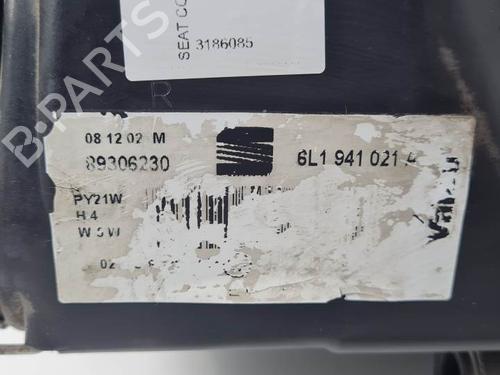 SEAT CO
3186085
R
B-PARTS
08 12 02 M
89306230
6L1 941 021 A
PY21W
H4
W5W
Valeo